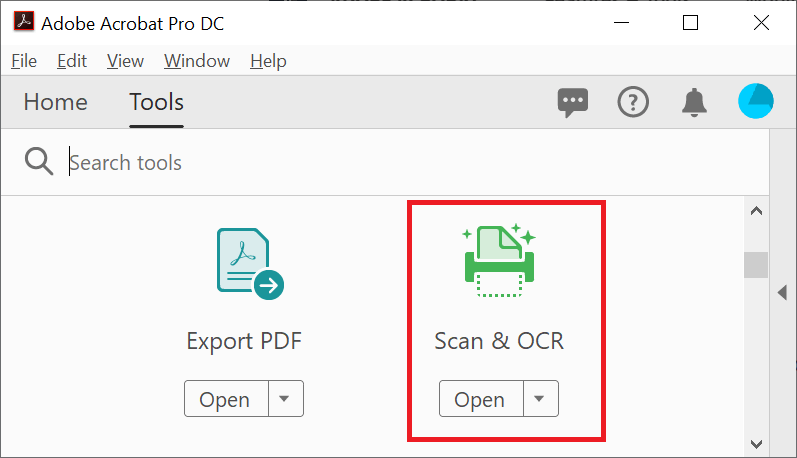 Adobe Acrobat Pro DC
File Edit View Window Help
Home Tools
Search tools
Export PDF Scan & OCR
Open Open